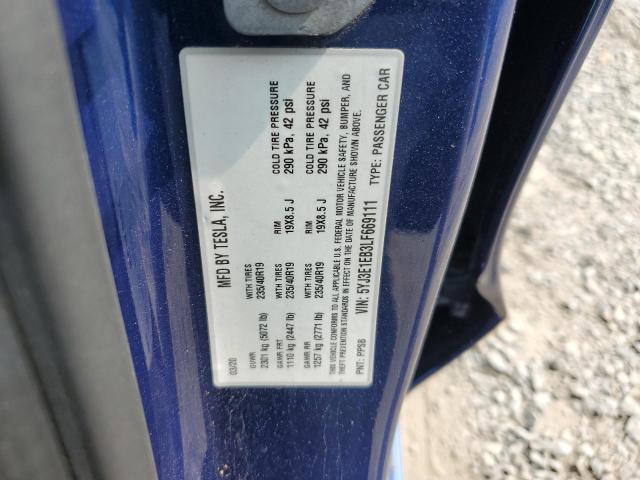 MFD BY TESLA, INC.
03/20
GVWR WITH TIRES RIM COLD TIRE PRESSURE
2301 kg (5072 lb) 235/40R19 19X8.5 J 290 kPa, 42 psi
GAWR FRT WITH TIRES RIM COLD TIRE PRESSURE
1110 kg (2447 lb) 235/40R19 19X8.5 J 290 kPa, 42 psi
GAWR RR WITH TIRES
1257 kg (2771 lb) 235/40R19
THIS VEHICLE CONFORMS TO ALL APPLICABLE U.S. FEDERAL MOTOR VEHICLE SAFETY, BUMPER, AND
THEFT PREVENTION STANDARDS IN EFFECT ON THE DATE OF MANUFACTURE SHOWN ABOVE.
VIN: 5YJ3E1EB3LF669111 TYPE: PASSENGER CAR
PNT: PPSB